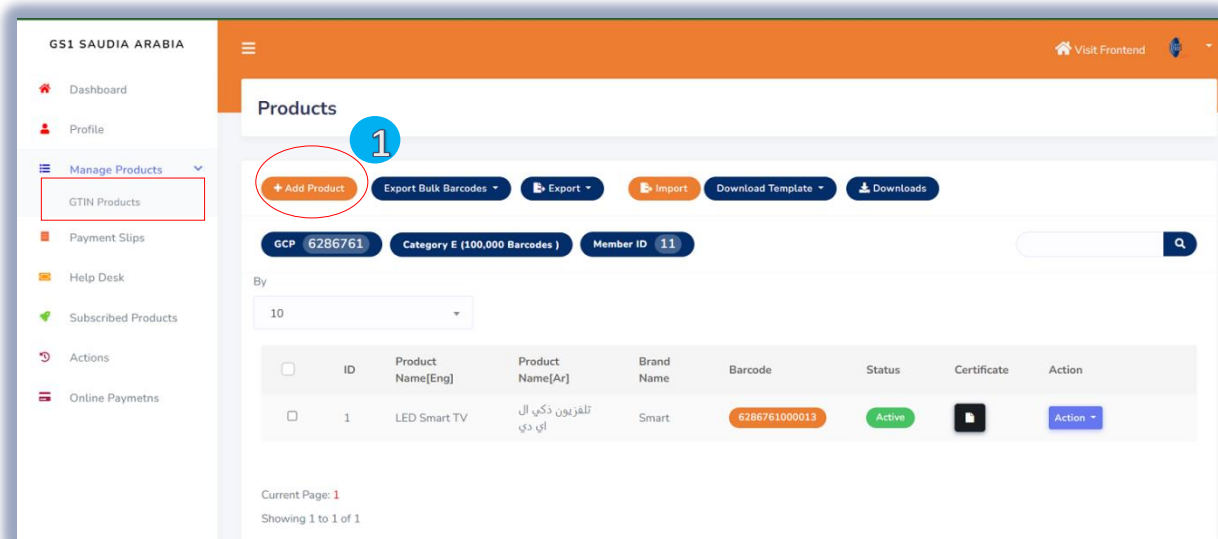 GS1 SAUDIA ARABIA
Visit Frontend
Dashboard
Profile
Manage Products
GTIN Products
Payment Slips
Help Desk
Subscribed Products
Actions
Online Paymetns
Products
1
+ Add Product
Export Bulk Barcodes
Export
Import
Download Template
Downloads
GCP 6286761
Category E (100,000 Barcodes )
Member ID 11
By
10
ID
Product
Name[Eng]
Product
Name[Ar]
Brand
Name
Barcode
Status
Certificate
Action
1
LED Smart TV
تلفزيون ذكي ال
اي دي
Smart
6286761000013
Active
Action
Current Page: 1
Showing 1 to 1 of 1